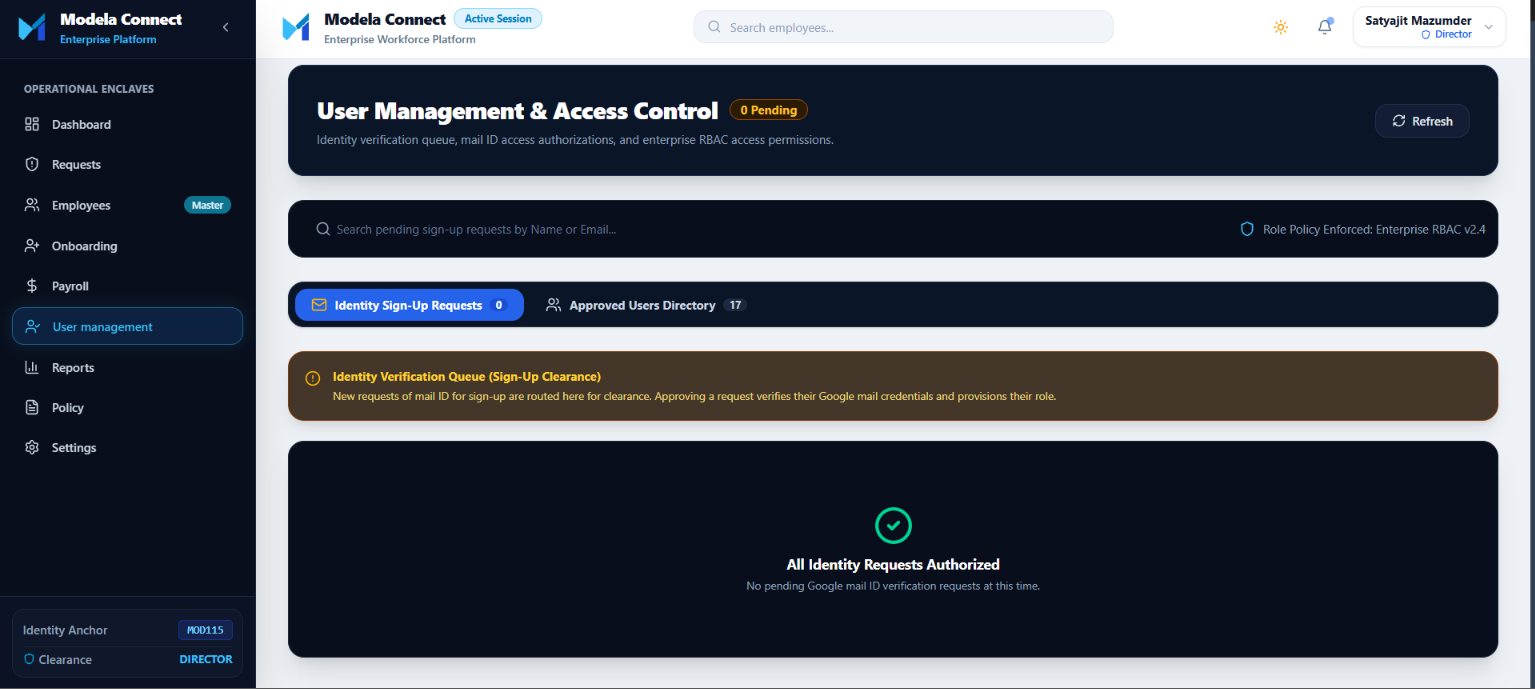 Modela Connect
Enterprise Platform
OPERATIONAL ENCLAVES
Dashboard
Requests
Employees Master
Onboarding
Payroll
User management
Reports
Policy
Settings
Identity Anchor MOD115
Clearance DIRECTOR
Modela Connect Active Session
Enterprise Workforce Platform
Search employees...
Satyajit Mazumder
Director
User Management & Access Control 0 Pending
Identity verification queue, mail ID access authorizations, and enterprise RBAC access permissions.
Refresh
Search pending sign-up requests by Name or Email...
Role Policy Enforced: Enterprise RBAC v2.4
Identity Sign-Up Requests 0
Approved Users Directory 17
Identity Verification Queue (Sign-Up Clearance)
New requests of mail ID for sign-up are routed here for clearance. Approving a request verifies their Google mail credentials and provisions their role.
All Identity Requests Authorized
No pending Google mail ID verification requests at this time.